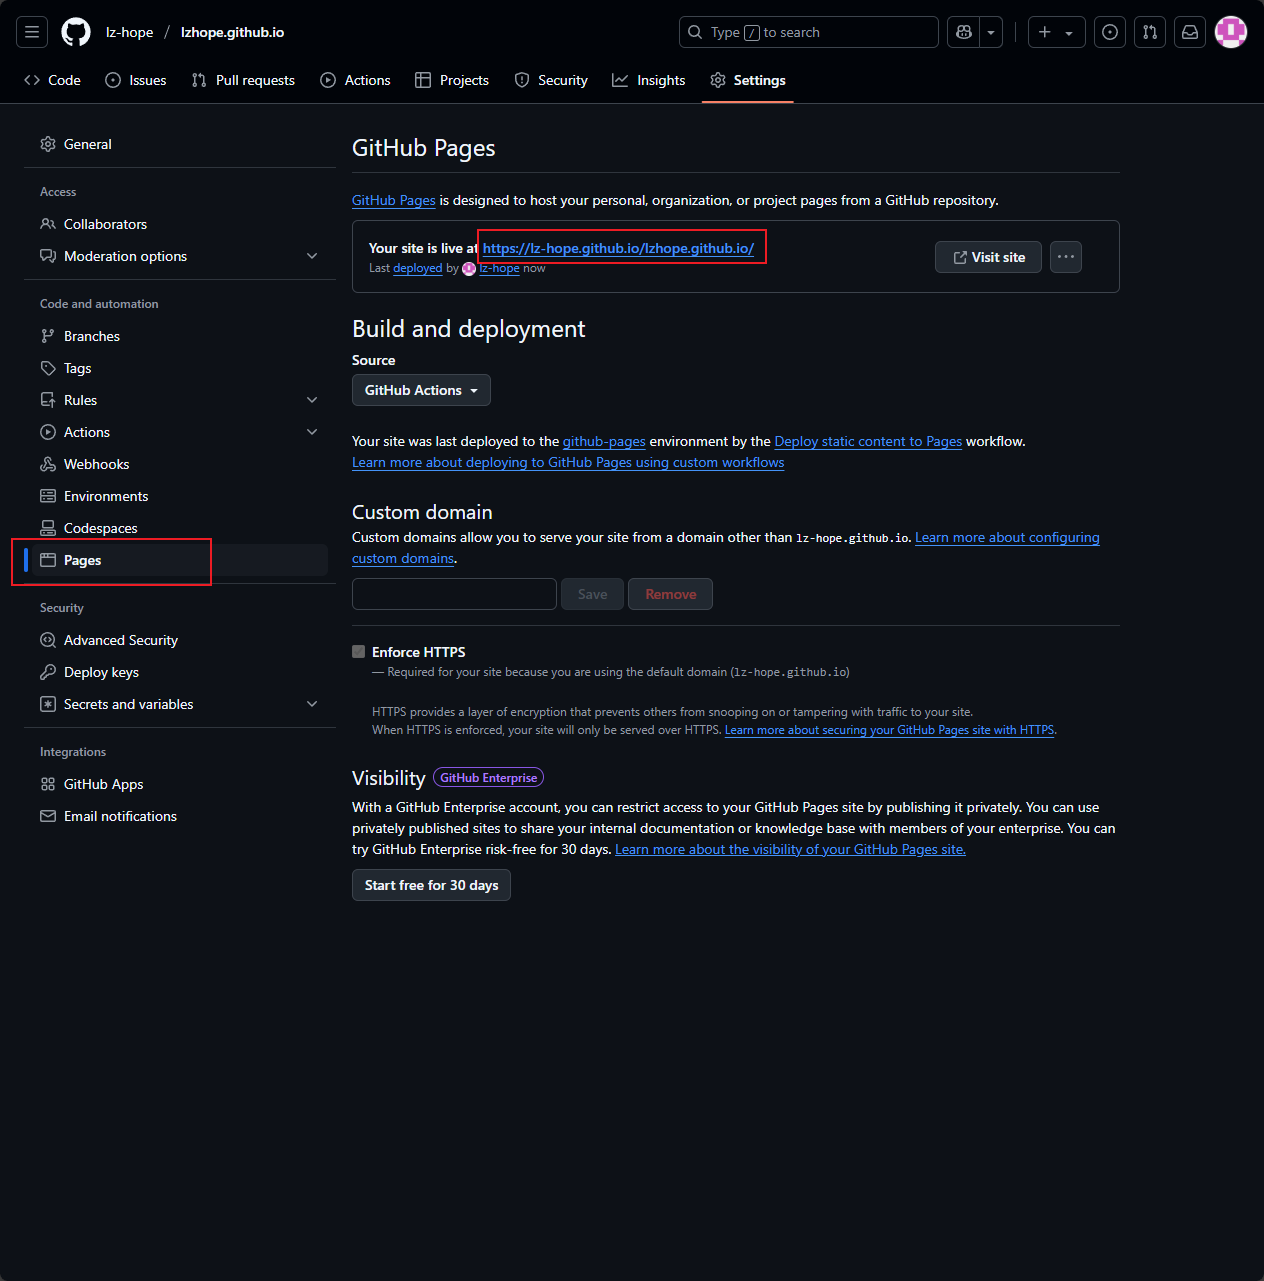 lz-hope / lzhope.github.io
Type / to search
Code
Issues
Pull requests
Actions
Projects
Security
Insights
Settings
General
Access
Collaborators
Moderation options
Code and automation
Branches
Tags
Rules
Actions
Webhooks
Environments
Codespaces
Pages
Security
Advanced Security
Deploy keys
Secrets and variables
Integrations
GitHub Apps
Email notifications
GitHub Pages
GitHub Pages is designed to host your personal, organization, or project pages from a GitHub repository.
Your site is live at https://lz-hope.github.io/lzhope.github.io/
Last deployed by lz-hope now
Visit site
Build and deployment
Source
GitHub Actions
Your site was last deployed to the github-pages environment by the Deploy static content to Pages workflow.
Learn more about deploying to GitHub Pages using custom workflows
Custom domain
Custom domains allow you to serve your site from a domain other than lz-hope.github.io. Learn more about configuring
custom domains.
Save
Remove
Enforce HTTPS
— Required for your site because you are using the default domain (lz-hope.github.io)
HTTPS provides a layer of encryption that prevents others from snooping on or tampering with traffic to your site.
When HTTPS is enforced, your site will only be served over HTTPS. Learn more about securing your GitHub Pages site with HTTPS.
Visibility GitHub Enterprise
With a GitHub Enterprise account, you can restrict access to your GitHub Pages site by publishing it privately. You can use
privately published sites to share your internal documentation or knowledge base with members of your enterprise. You can
try GitHub Enterprise risk-free for 30 days. Learn more about the visibility of your GitHub Pages site.
Start free for 30 days